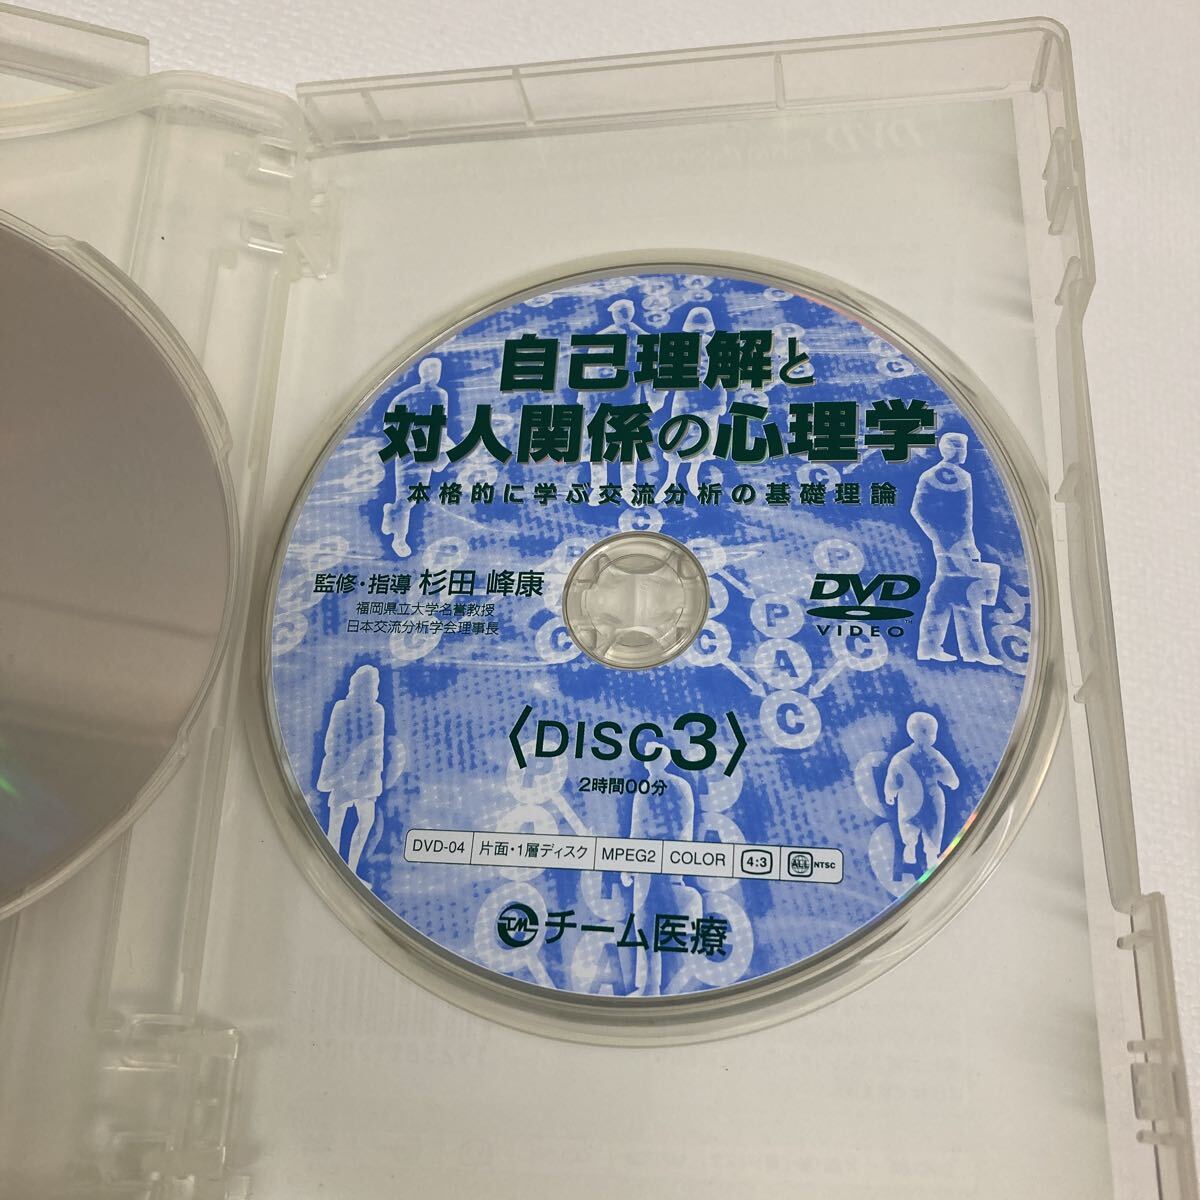 自己理解と
対人関係の心理学
本格的に学ぶ交流分析の基礎理論
監修・指導 杉田 峰康
福岡県立大学名誉教授
日本交流分析学会理事長
DVD
VIDEO
TM
P
A
C
C
〈DISC3〉
2時間00分
DVD-04 片面・1層ディスク MPEG2 COLOR 4:3 ALL NTSC
TM チーム医療